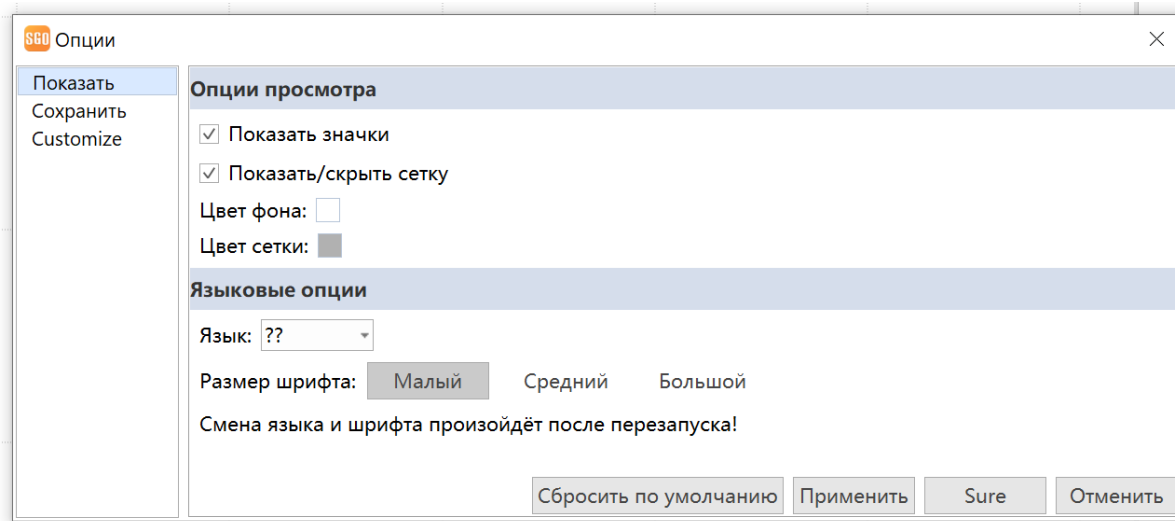 SGO Опции
Показать
Сохранить
Customize
Опции просмотра
Показать значки
Показать/скрыть сетку
Цвет фона:
Цвет сетки:
Языковые опции
Язык: ??
Размер шрифта: Малый Средний Большой
Смена языка и шрифта произойдёт после перезапуска!
Сбросить по умолчанию Применить Sure Отменить